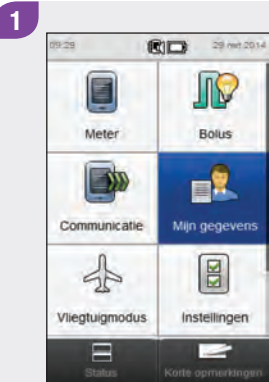 1
09:29 29 mrt 2014
Meter Bolus
Communicatie Mijn gegevens
Vliegtuigmodus Instellingen
Status Korte opmerkingen